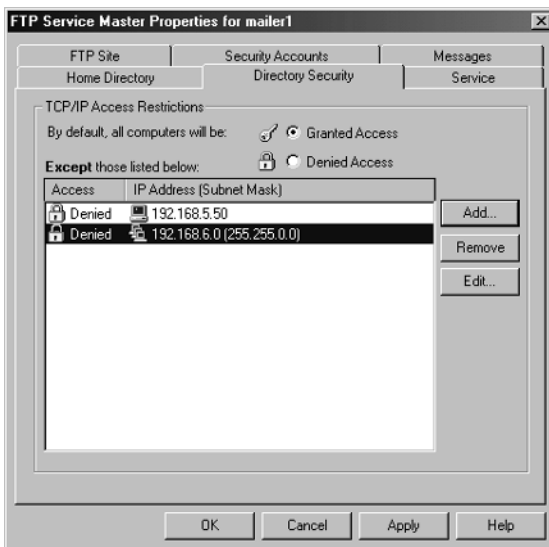 FTP Service Master Properties for mailer1
FTP Site Security Accounts Messages
Home Directory Directory Security Service
TCP/IP Access Restrictions
By default, all computers will be: Granted Access
Denied Access
Except those listed below:
Access IP Address (Subnet Mask)
Denied 192.168.5.50
Denied 192.168.6.0 (255.255.0.0)
Add...
Remove
Edit...
OK Cancel Apply Help